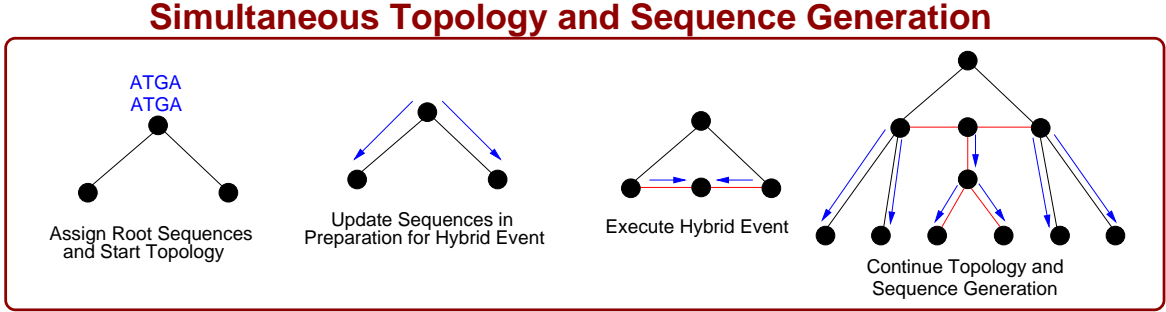 Simultaneous Topology and Sequence Generation
ATGA
ATGA
Assign Root Sequences
and Start Topology
Update Sequences in
Preparation for Hybrid Event
Execute Hybrid Event
Continue Topology and
Sequence Generation